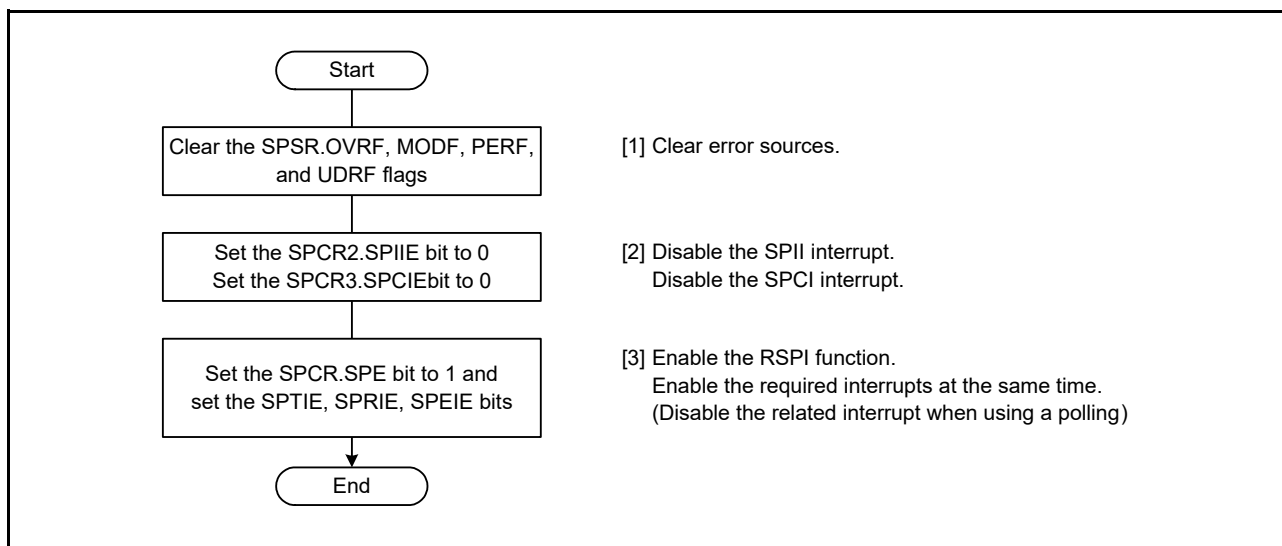 Start
Clear the SPSR.OVRF, MODF, PERF,
and UDRF flags
[1] Clear error sources.
Set the SPCR2.SPIIE bit to 0
Set the SPCR3.SPCIEbit to 0
[2] Disable the SPII interrupt.
Disable the SPCI interrupt.
Set the SPCR.SPE bit to 1 and
set the SPTIE, SPRIE, SPEIE bits
[3] Enable the RSPI function.
Enable the required interrupts at the same time.
(Disable the related interrupt when using a polling)
End